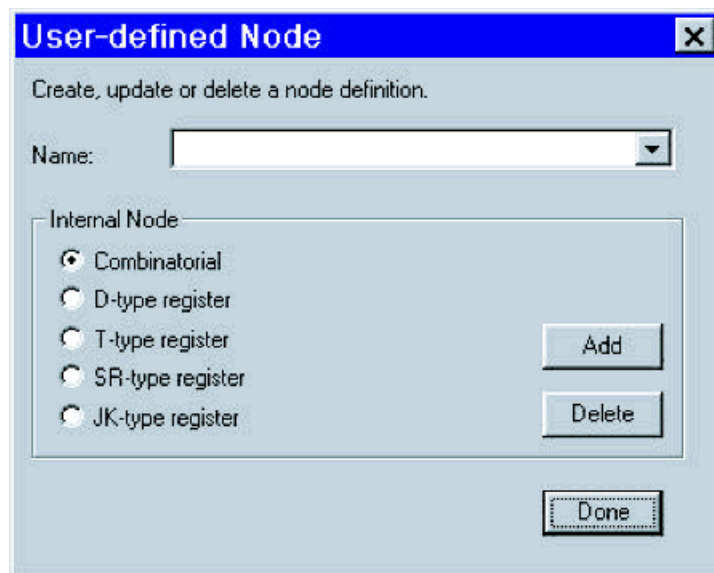 User-defined Node
Create, update or delete a node definition.
Name:
Internal Node
Combinatorial
D-type register
T-type register
Add
SR-type register
JK-type register
Delete
Done